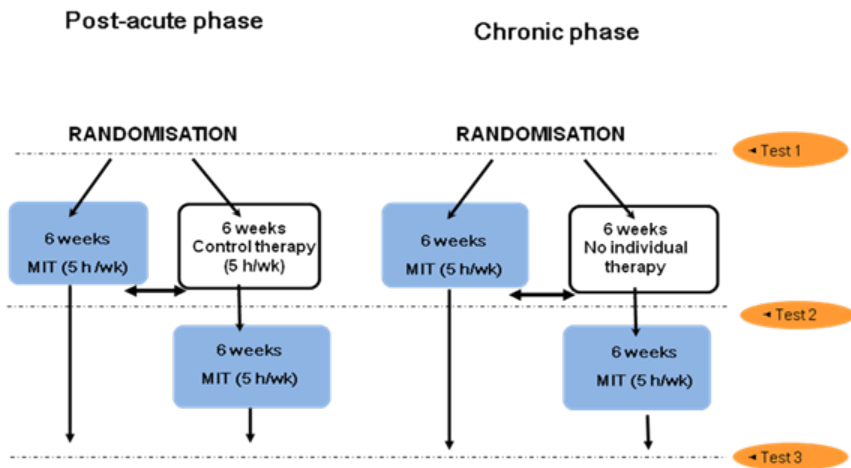 Post-acute phase
Chronic phase
RANDOMISATION
RANDOMISATION
◄ Test 1
6 weeks
MIT (5 h/wk)
6 weeks
Control therapy
(5 h/wk)
6 weeks
MIT (5 h/wk)
6 weeks
No individual
therapy
◄ Test 2
6 weeks
MIT (5 h/wk)
6 weeks
MIT (5 h/wk)
◄ Test 3